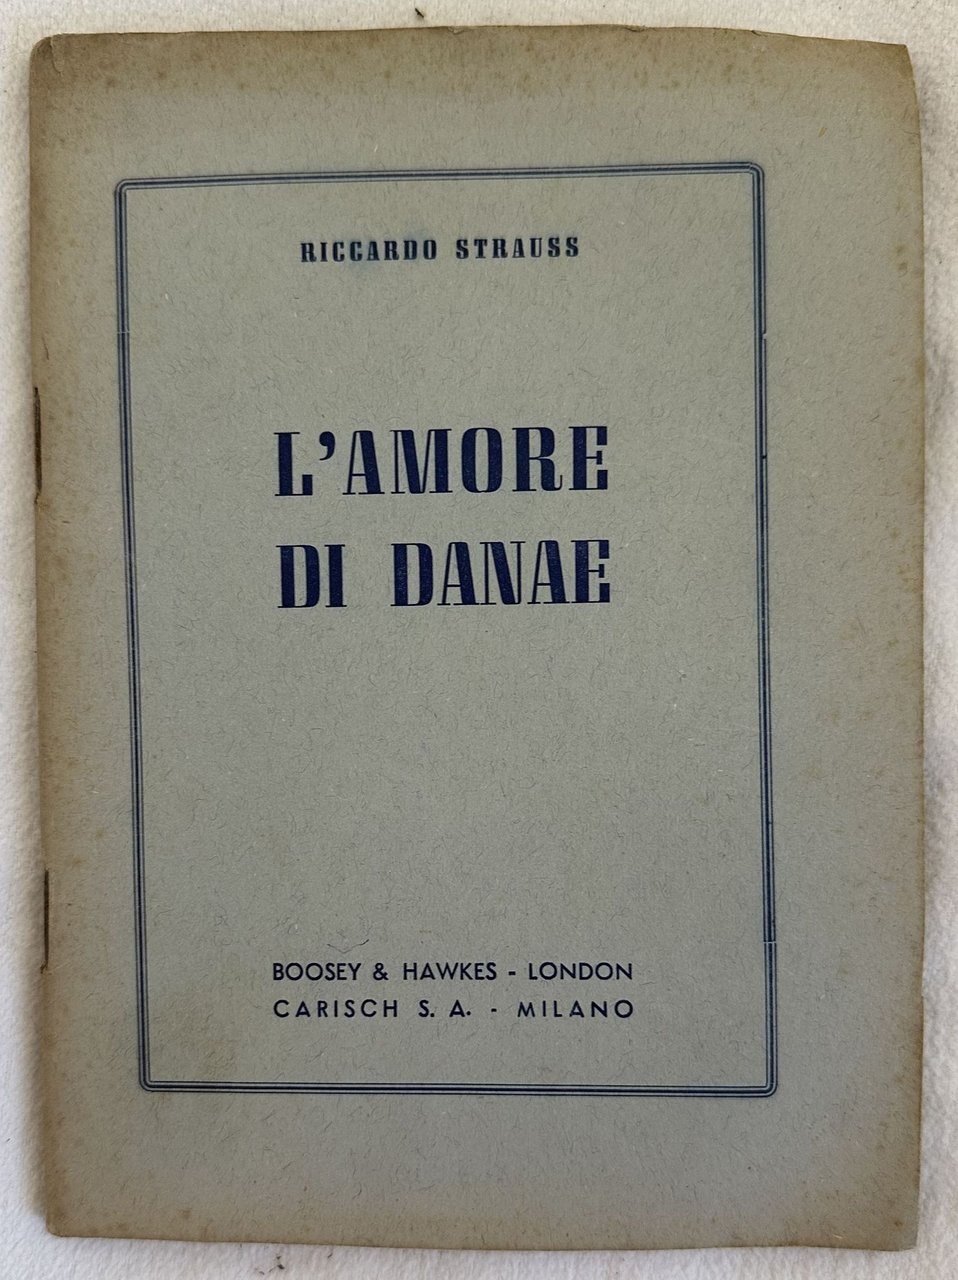 RICCARDO STRAUSS
L'AMORE
DI DANAE
BOOSEY & HAWKES - LONDON
CARISCH S. A. - MILANO